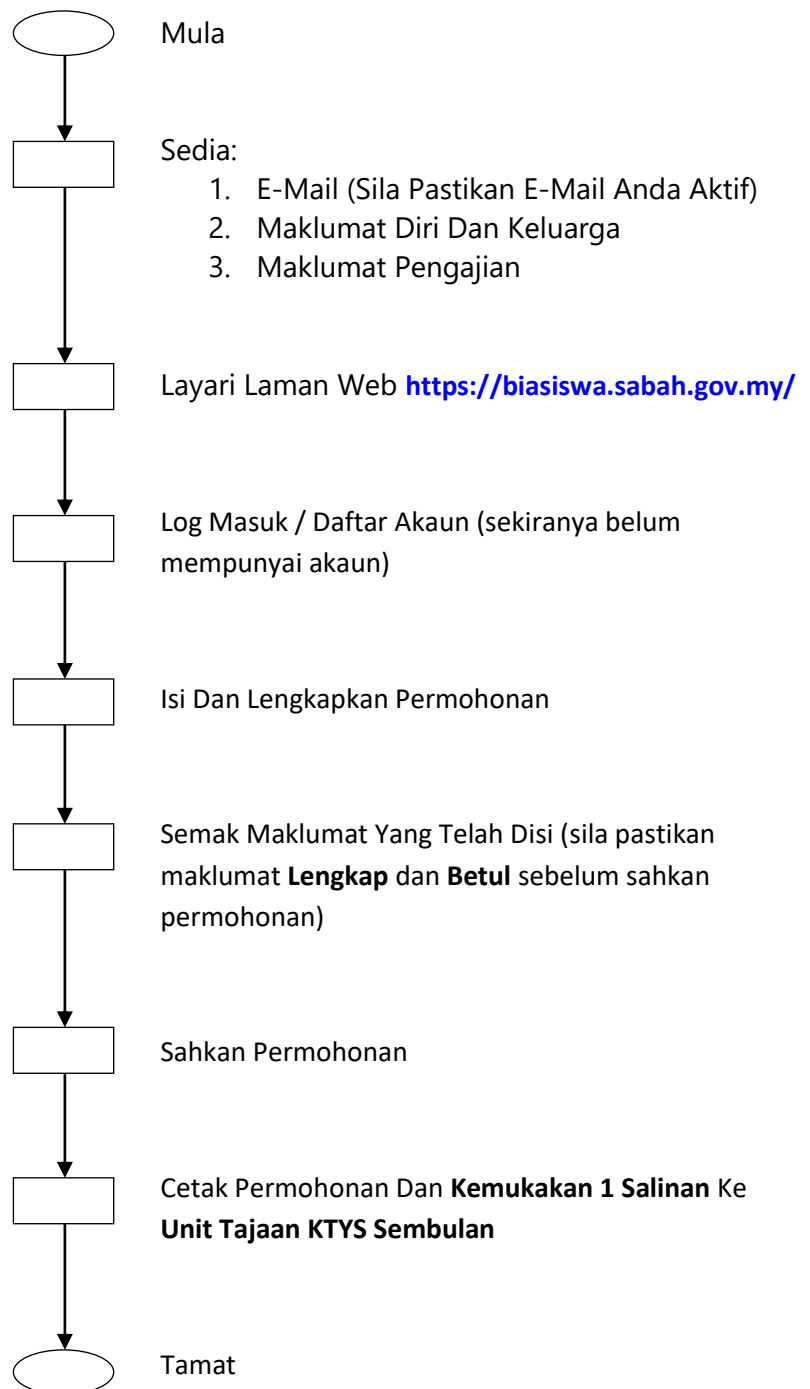 Mula
Sedia:
1. E-Mail (Sila Pastikan E-Mail Anda Aktif)
2. Maklumat Diri Dan Keluarga
3. Maklumat Pengajian
Layari Laman Web https://biasiswa.sabah.gov.my/
Log Masuk / Daftar Akaun (sekiranya belum
mempunyai akaun)
Isi Dan Lengkapkan Permohonan
Semak Maklumat Yang Telah Disi (sila pastikan
maklumat Lengkap dan Betul sebelum sahkan
permohonan)
Sahkan Permohonan
Cetak Permohonan Dan Kemukakan 1 Salinan Ke
Unit Tajaan KTYS Sembulan
Tamat